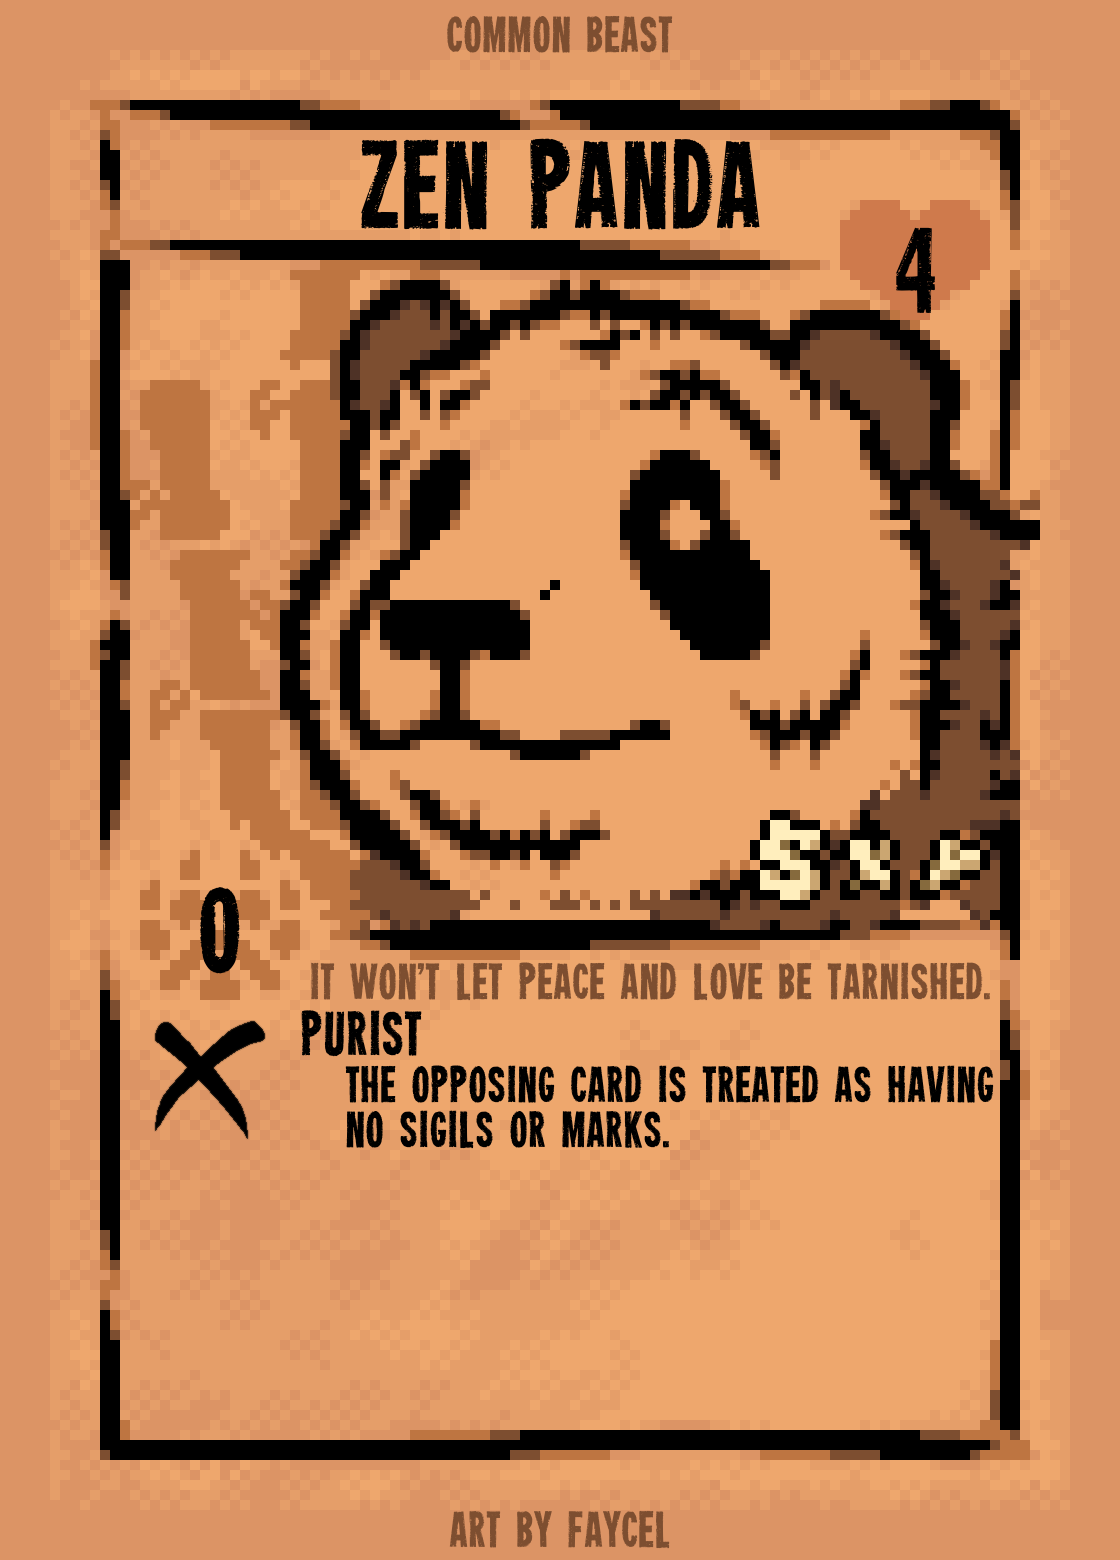 COMMON BEAST
ZEN PANDA
4
5 X Y
0
IT WON'T LET PEACE AND LOVE BE TARNISHED.
PURIST
THE OPPOSING CARD IS TREATED AS HAVING
NO SIGILS OR MARKS.
ART BY FAYCEL